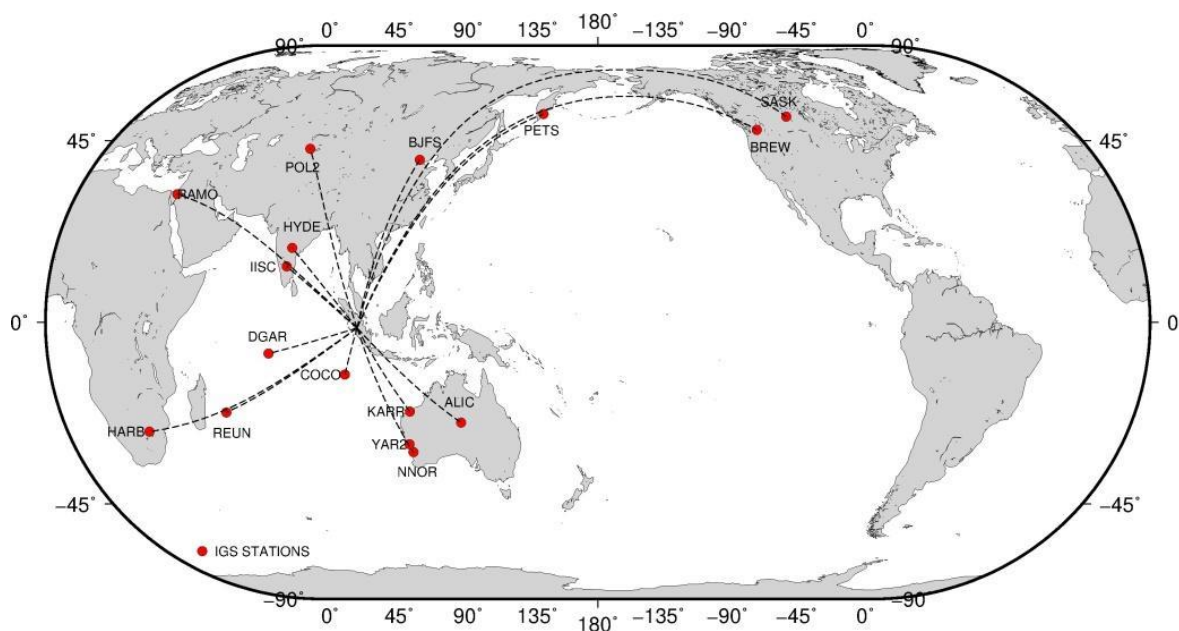 0˚ 45˚ 90˚ 135˚ 180˚ −135˚ −90˚ −45˚ 0˚
90˚ 90˚
SASK
PETS
BREW
45˚ 45˚
BJFS
POL2
RAMO
HYDE
IISC
0˚ 0˚
DGAR
COCO
KARR
ALIC
HARB
REUN
YAR2
NNOR
−45˚ −45˚
IGS STATIONS
−90˚ −90
0˚ 45˚ 90˚ 135˚ 180˚ −135˚ −90˚ −45˚ 0˚